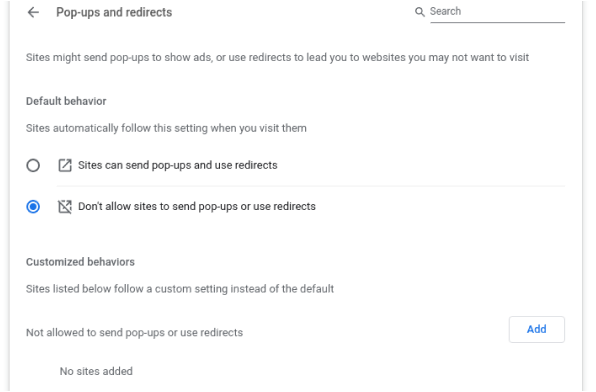 Pop-ups and redirects
Search
Sites might send pop-ups to show ads, or use redirects to lead you to websites you may not want to visit
Default behavior
Sites automatically follow this setting when you visit them
Sites can send pop-ups and use redirects
Don't allow sites to send pop-ups or use redirects
Customized behaviors
Sites listed below follow a custom setting instead of the default
Not allowed to send pop-ups or use redirects
Add
No sites added